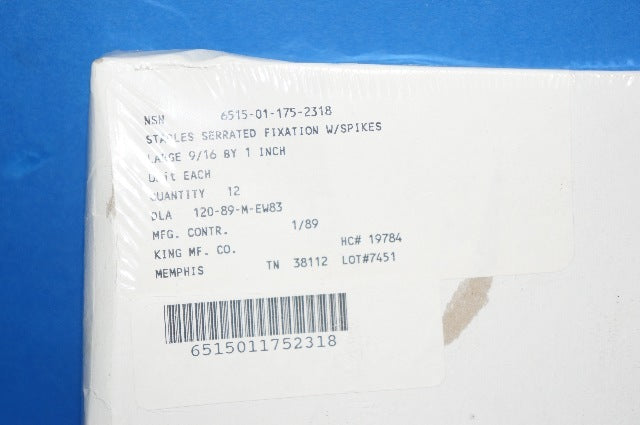 NSN 6515-01-175-2318
STAPLES SERRATED FIXATION W/SPIKES
LARGE 9/16 BY 1 INCH
Unit EACH
QUANTITY 12
DLA 120-89-M-EW83
MFG. CONTR. 1/89
KING MF. CO. HC# 19784
MEMPHIS TN 38112 LOT#7451
6515011752318